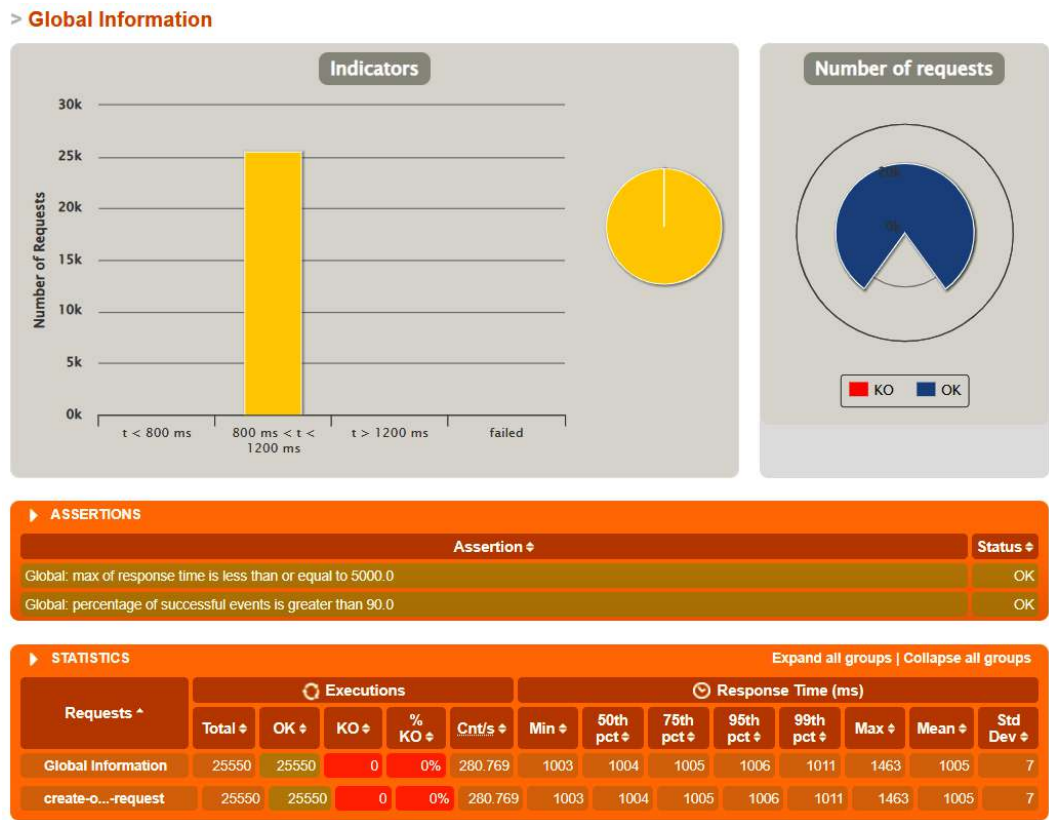 > Global Information
Indicators
Number of requests
30k
25k
20k
15k
10k
5k
0k
Number of Requests
t < 800 ms
800 ms < t <
1200 ms
t > 1200 ms
failed
20k
0k
KO
OK
ASSERTIONS
Assertion
Status
Global: max of response time is less than or equal to 5000.0
OK
Global: percentage of successful events is greater than 90.0
OK
STATISTICS
Expand all groups | Collapse all groups
Requests
Executions
Response Time (ms)
Total OK KO % KO Cnt/s Min 50th pct 75th pct 95th pct 99th pct Max Mean Std Dev
Global Information 25550 25550 0 0% 280.769 1003 1004 1005 1006 1011 1463 1005 7
create-o...-request 25550 25550 0 0% 280.769 1003 1004 1005 1006 1011 1463 1005 7